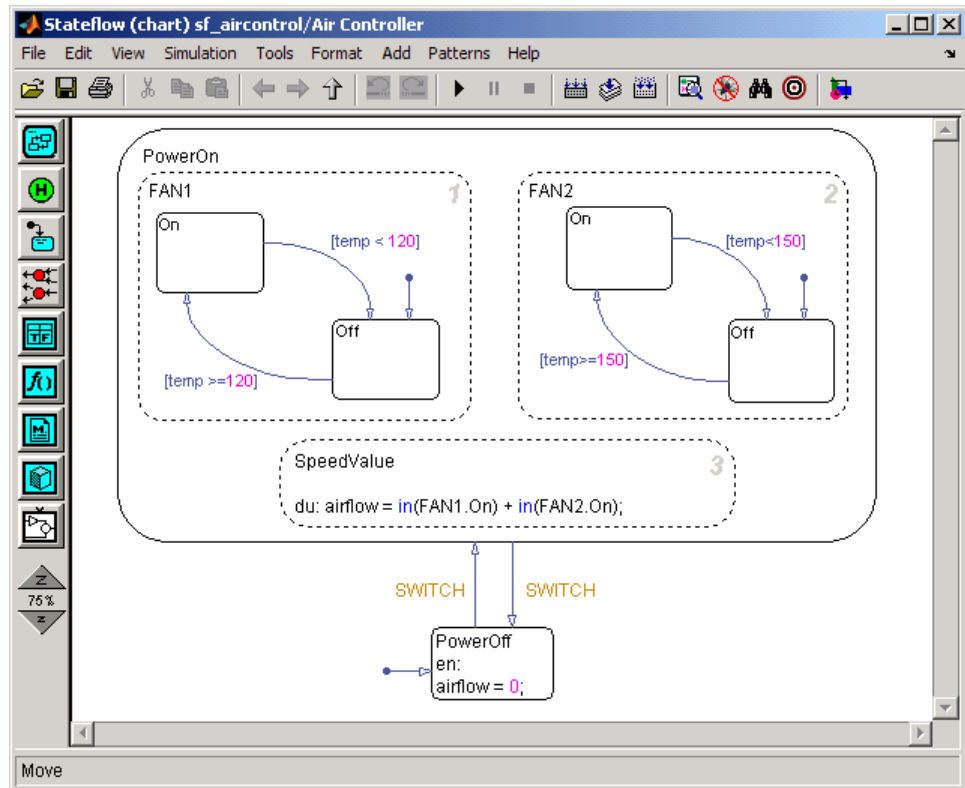 Stateflow (chart) sf_aircontrol/Air Controller
File Edit View Simulation Tools Format Add Patterns Help
PowerOn
FAN1
1
On
[temp < 120]
Off
[temp >=120]
FAN2
2
On
[temp<150]
Off
[temp>=150]
SpeedValue
3
du: airflow = in(FAN1.On) + in(FAN2.On);
SWITCH
SWITCH
PowerOff
en:
airflow = 0;
H
TF
f()
M
Z
75%
z
Move